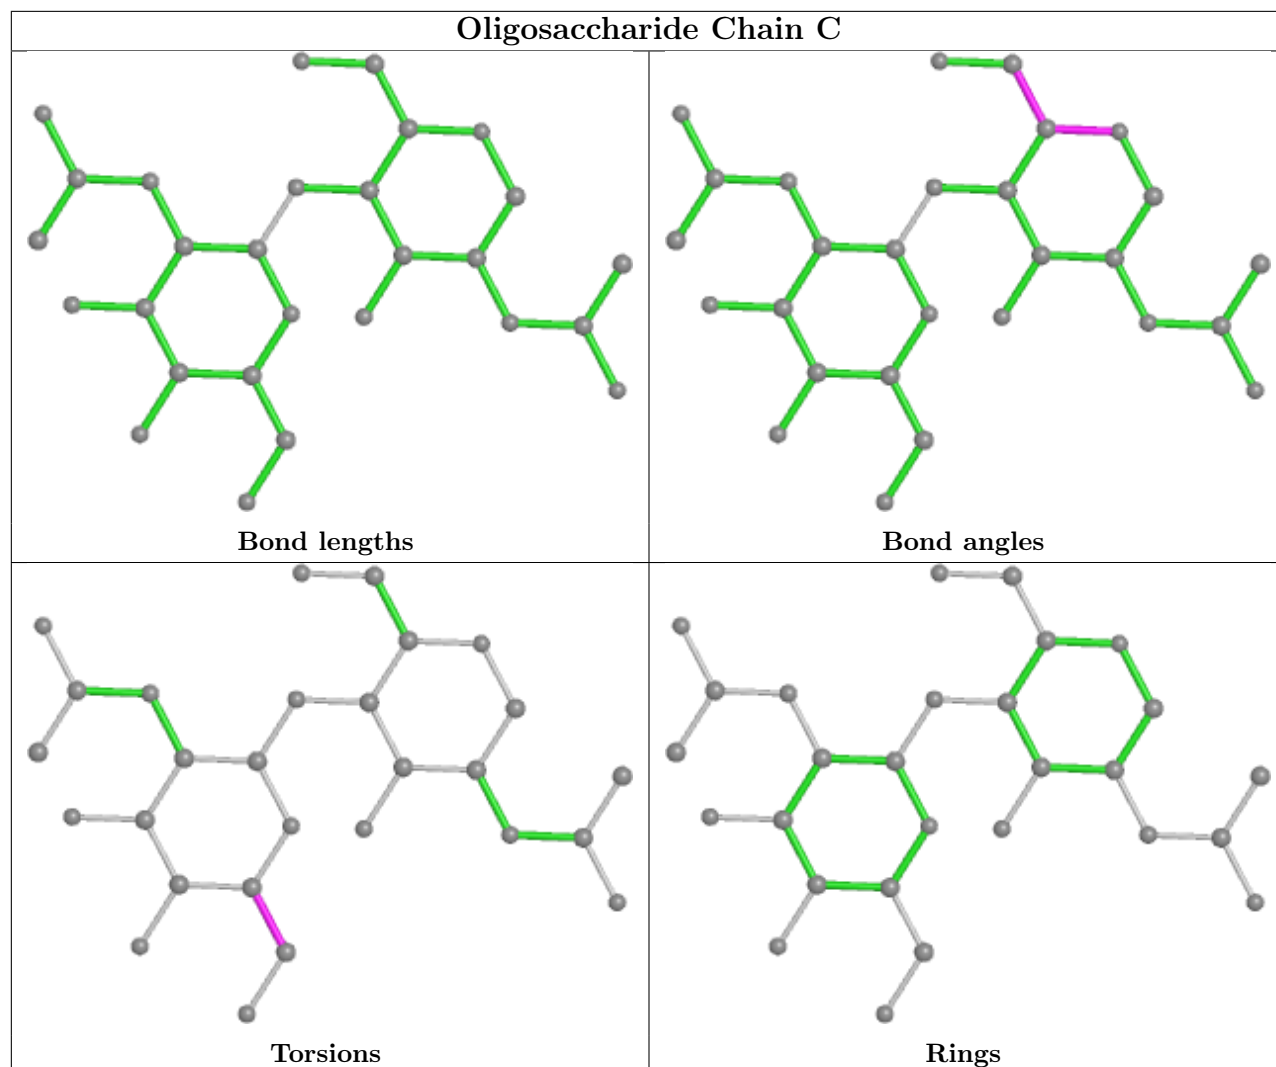 Oligosaccharide Chain C
Bond lengths
Bond angles
Torsions
Rings